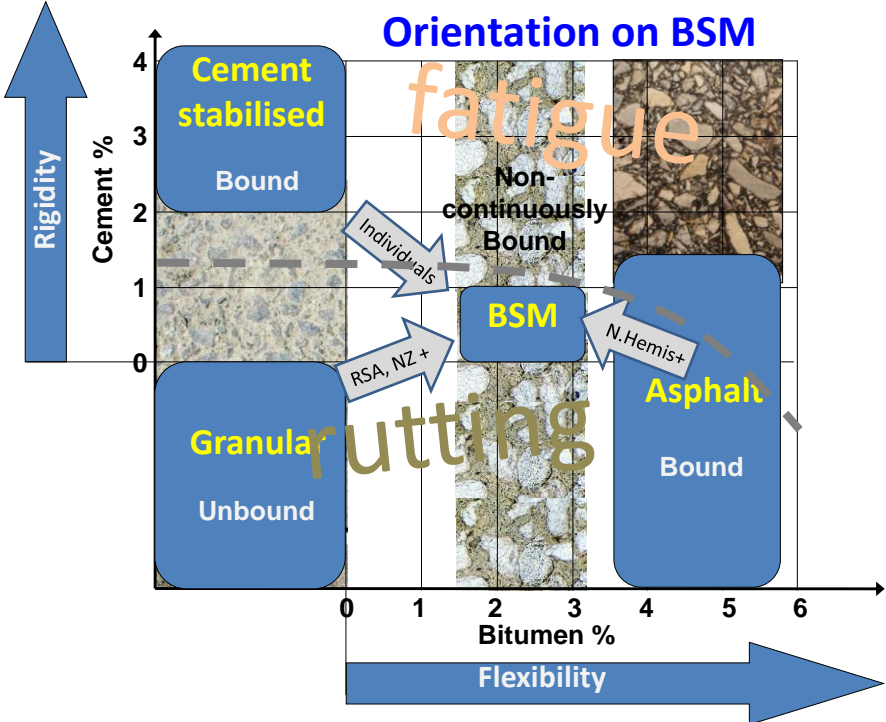 Orientation on BSM
fatigue
4
Cement
stabilised
3
Bound
Non-
continuously
Bound
Rigidity
Cement %
2
Individuals
1
BSM
N.Hemis+
0
RSA, NZ +
Asphalt
rutting
Granular
Bound
Unbound
0 1 2 3 4 5 6
Bitumen %
Flexibility